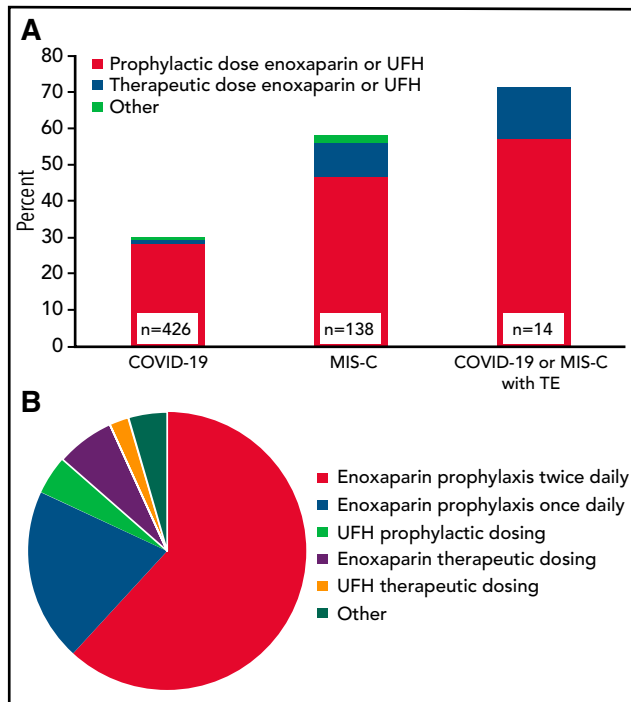 A
80
70
60
50
40
30
20
10
0
Percent
Prophylactic dose enoxaparin or UFH
Therapeutic dose enoxaparin or UFH
Other
n=426
n=138
n=14
COVID-19
MIS-C
COVID-19 or MIS-C
with TE
B
Enoxaparin prophylaxis twice daily
Enoxaparin prophylaxis once daily
UFH prophylactic dosing
Enoxaparin therapeutic dosing
UFH therapeutic dosing
Other